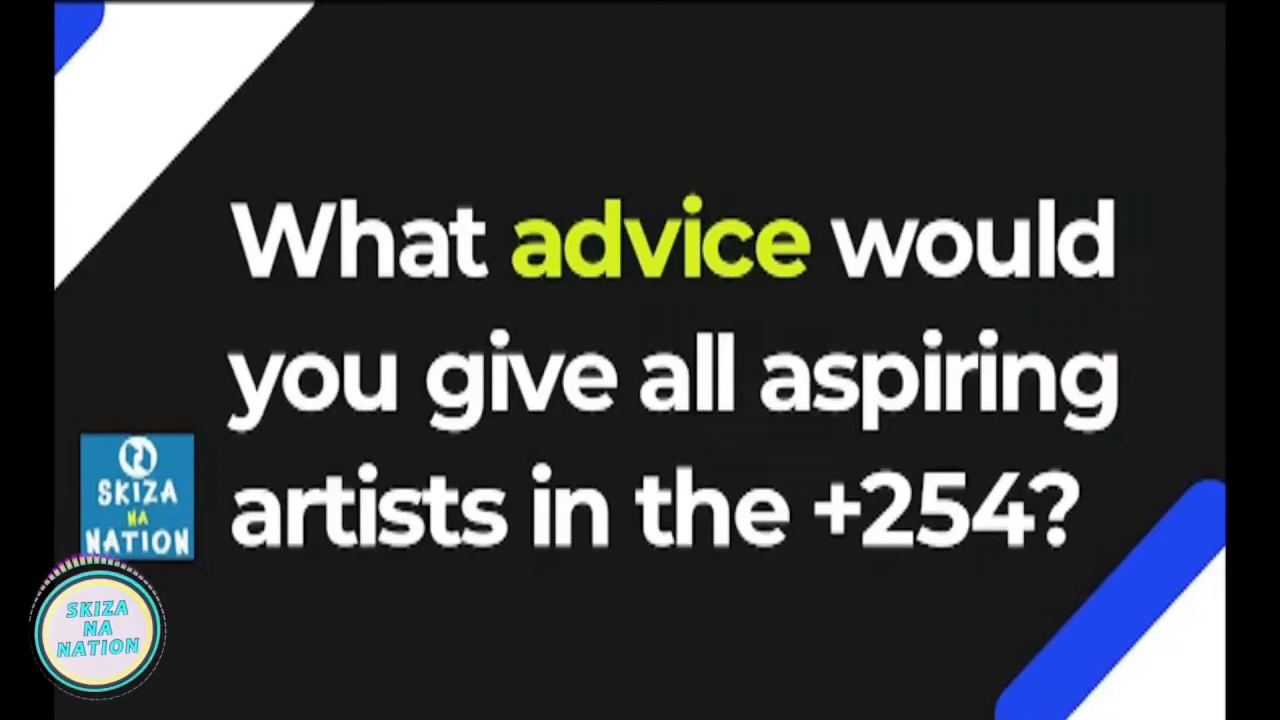 What advice would
you give all aspiring
artists in the +254?
SKIZA
NA
NATION
SKIZA
NA
NATION